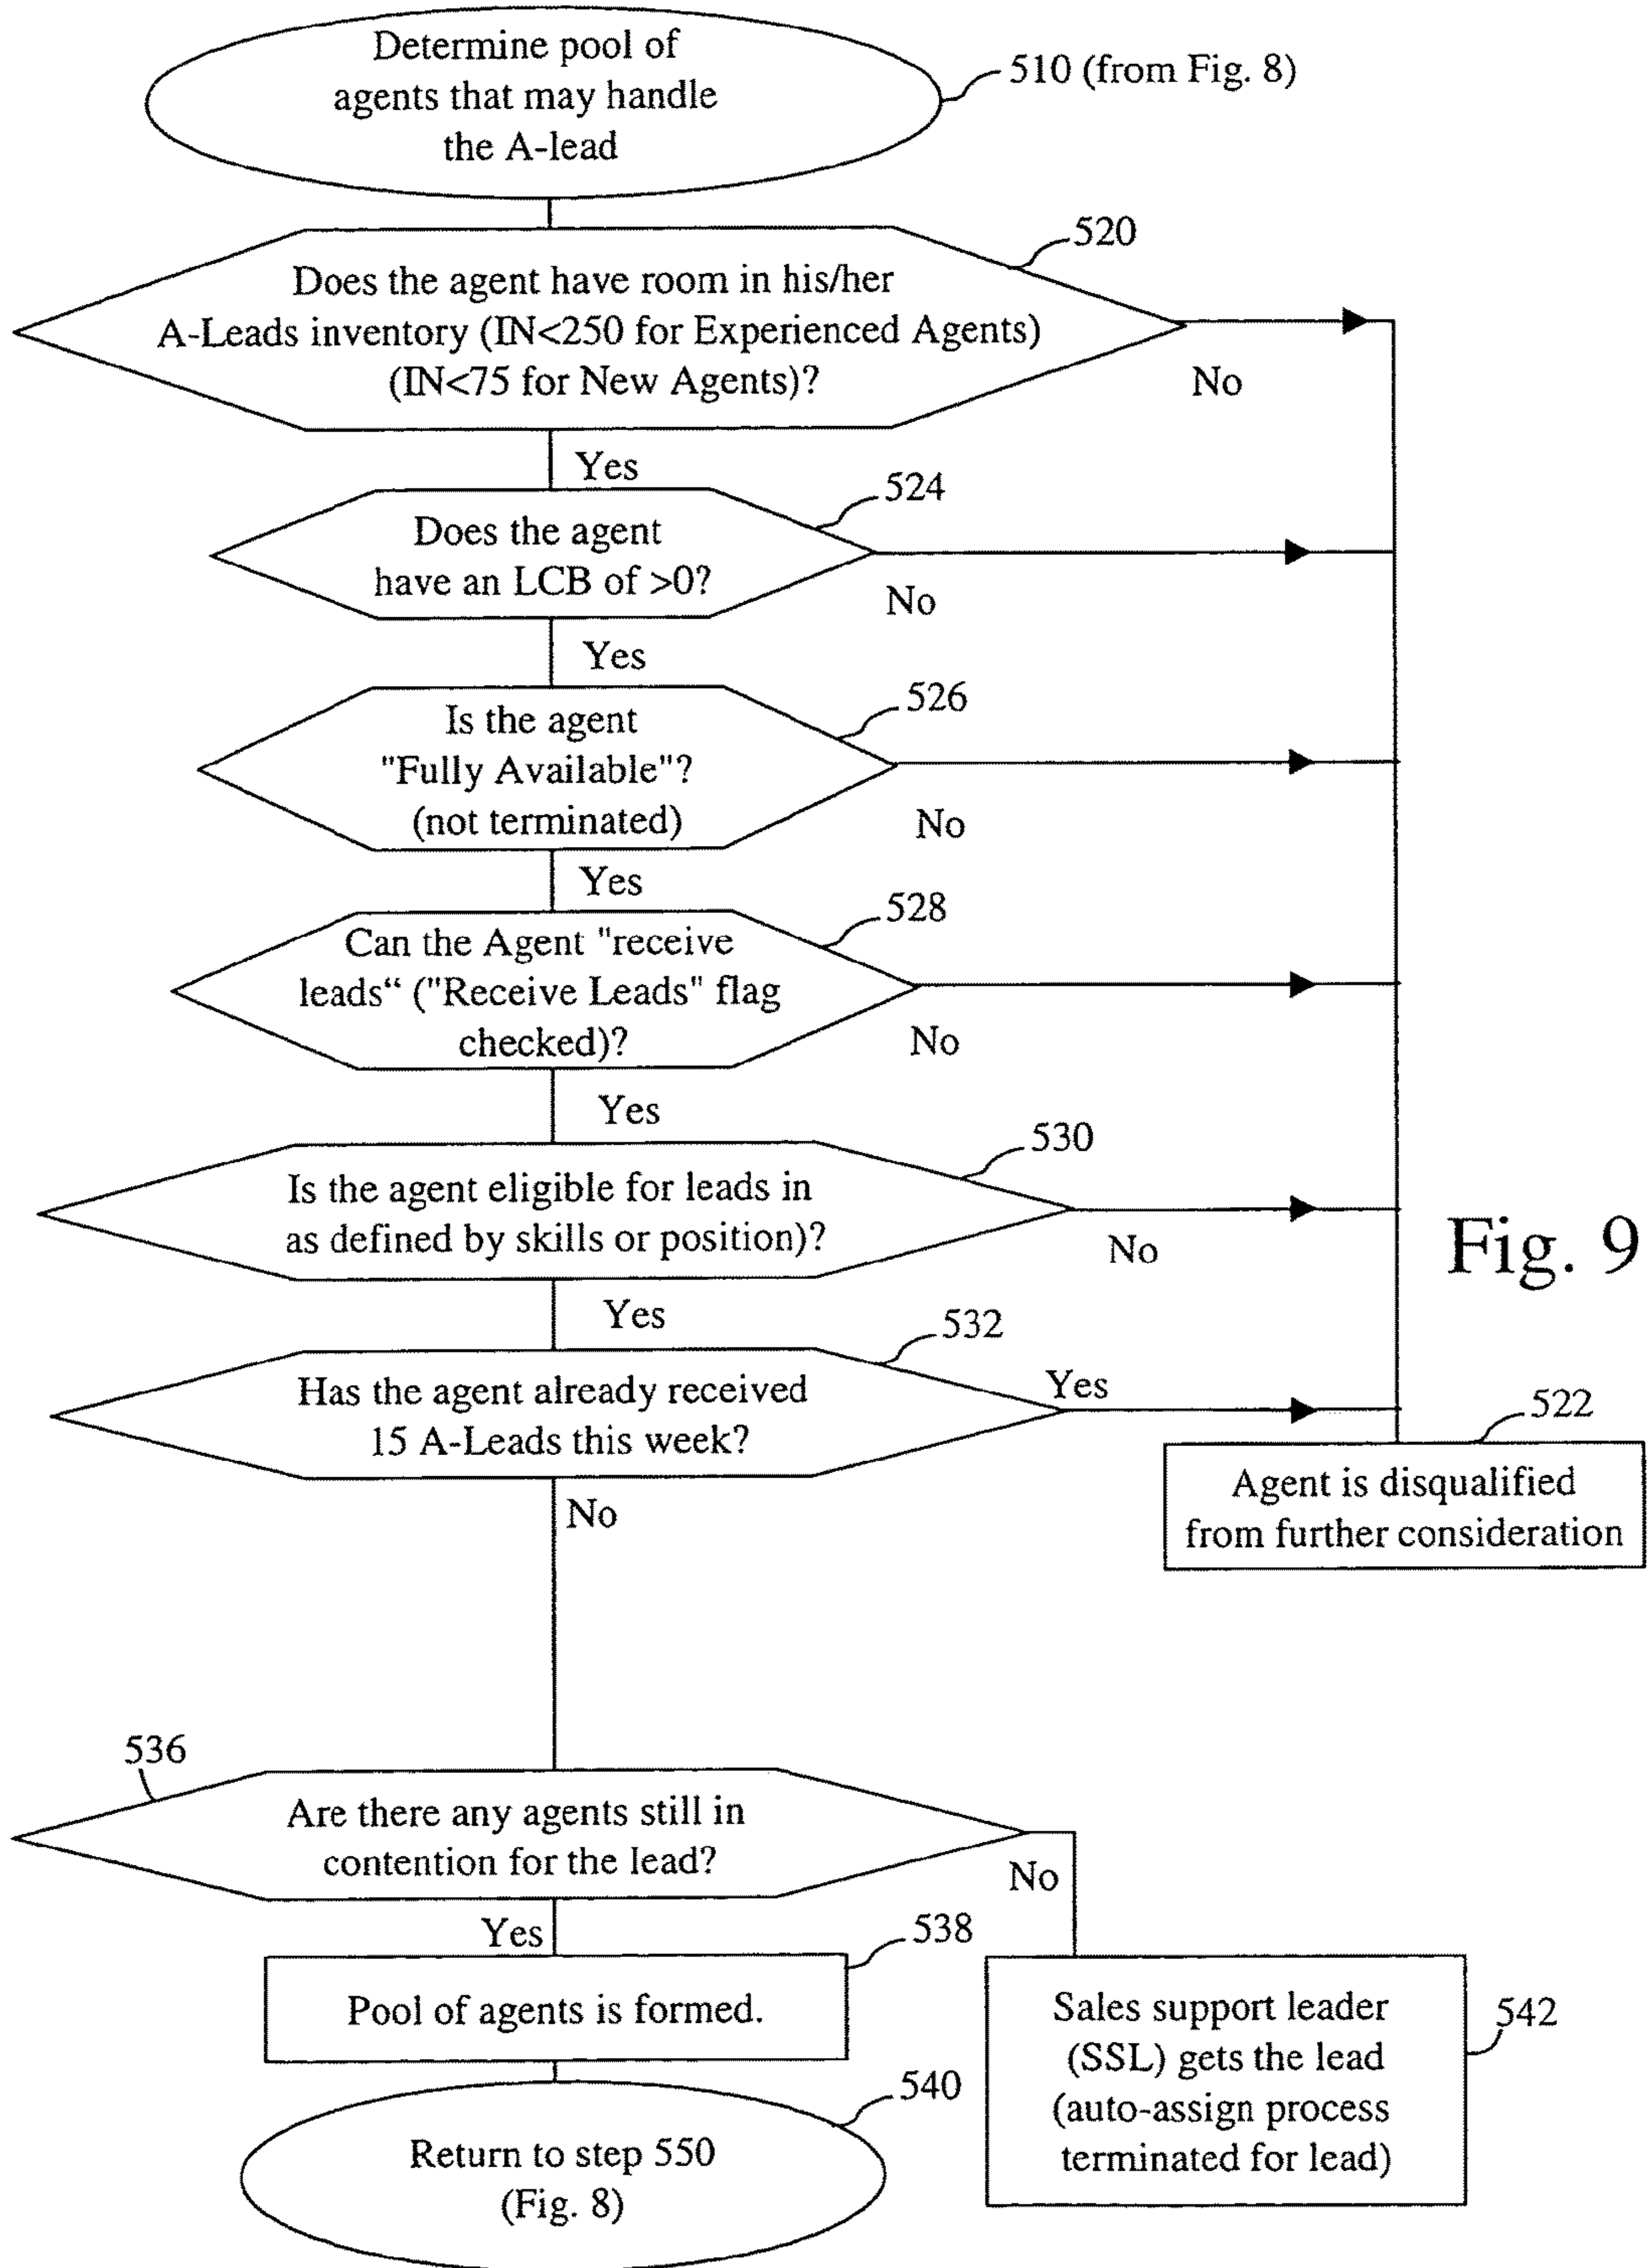 Determine pool of
agents that may handle
the A-lead
510 (from Fig. 8)
520
Does the agent have room in his/her
A-Leads inventory (IN<250 for Experienced Agents)
(IN<75 for New Agents)?
No
Yes
524
Does the agent
have an LCB of >0?
No
Yes
526
Is the agent
"Fully Available"?
(not terminated)
No
Yes
528
Can the Agent "receive
leads“ ("Receive Leads" flag
checked)?
No
Yes
530
Is the agent eligible for leads in
as defined by skills or position)?
No
Fig. 9
Yes
532
Has the agent already received
15 A-Leads this week?
Yes
522
Agent is disqualified
from further consideration
No
536
Are there any agents still in
contention for the lead?
No
Yes
538
Pool of agents is formed.
542
Sales support leader
(SSL) gets the lead
(auto-assign process
terminated for lead)
540
Return to step 550
(Fig. 8)